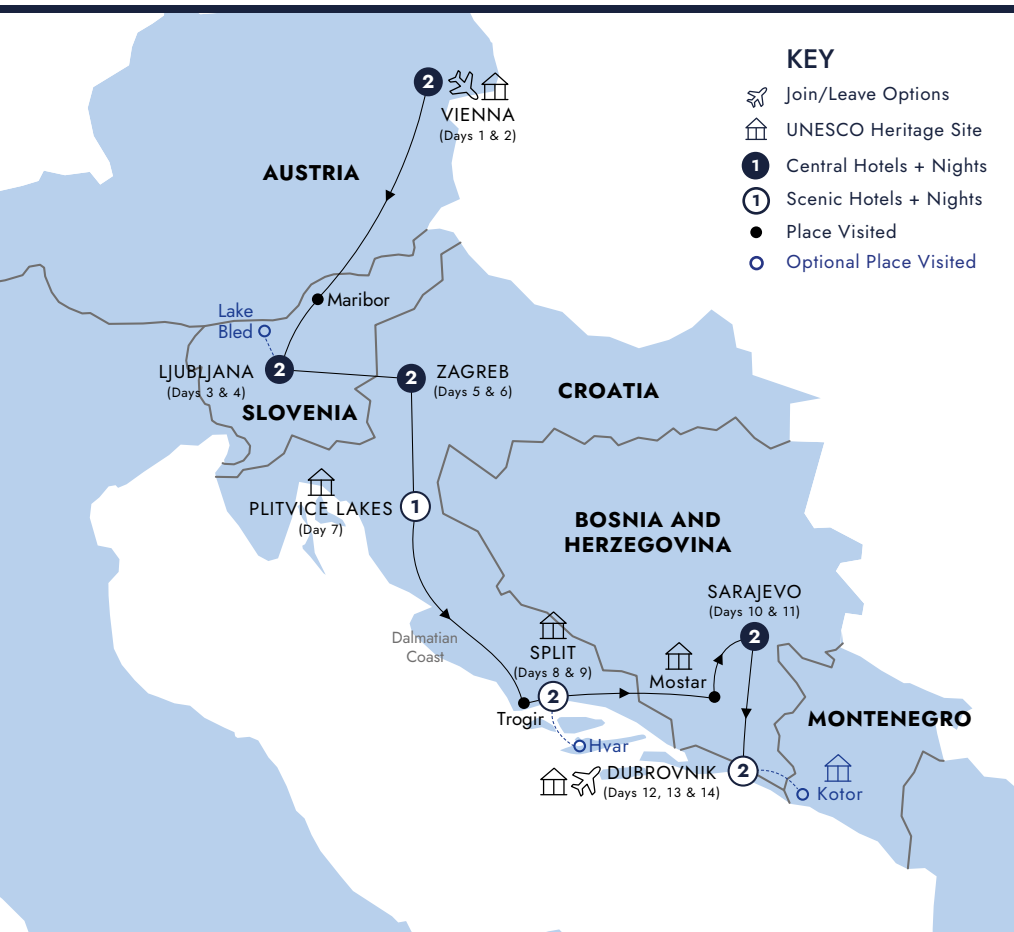 KEY
Join/Leave Options
UNESCO Heritage Site
1 Central Hotels + Nights
1 Scenic Hotels + Nights
Place Visited
Optional Place Visited
2
VIENNA
(Days 1 & 2)
AUSTRIA
Maribor
Lake
Bled
LJUBLJANA
2
(Days 3 & 4)
SLOVENIA
2
ZAGREB
(Days 5 & 6)
CROATIA
PLITVICE LAKES
1
(Day 7)
BOSNIA AND
HERZEGOVINA
SARAJEVO
(Days 10 & 11)
2
Dalmatian
Coast
SPLIT
(Days 8 & 9)
2
Mostar
Trogir
Hvar
MONTENEGRO
DUBROVNIK
2
(Days 12, 13 & 14)
Kotor